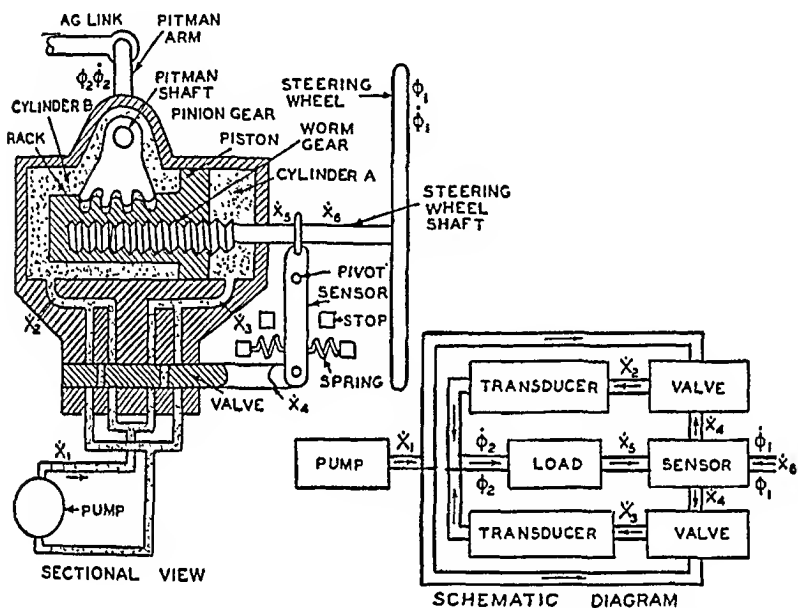 AG LINK
PITMAN
ARM
ϕ₂ϕ̇₂
PITMAN
SHAFT
CYLINDER B
PINION GEAR
RACK
PISTON
WORM
GEAR
CYLINDER A
STEERING
WHEEL
ϕ₁
ϕ̇₁
STEERING
WHEEL
SHAFT
Ẋ₅
Ẋ₆
PIVOT
SENSOR
STOP
SPRING
Ẋ₂
Ẋ₃
VALVE
Ẋ₄
Ẋ₁
PUMP
SECTIONAL VIEW
TRANSDUCER
Ẋ₂
VALVE
Ẋ₄
PUMP
Ẋ₁
ϕ̇₂
ϕ₂
LOAD
Ẋ₅
SENSOR
ϕ̇₁
Ẋ₆
ϕ₁
Ẋ₄
TRANSDUCER
Ẋ₃
VALVE
SCHEMATIC DIAGRAM